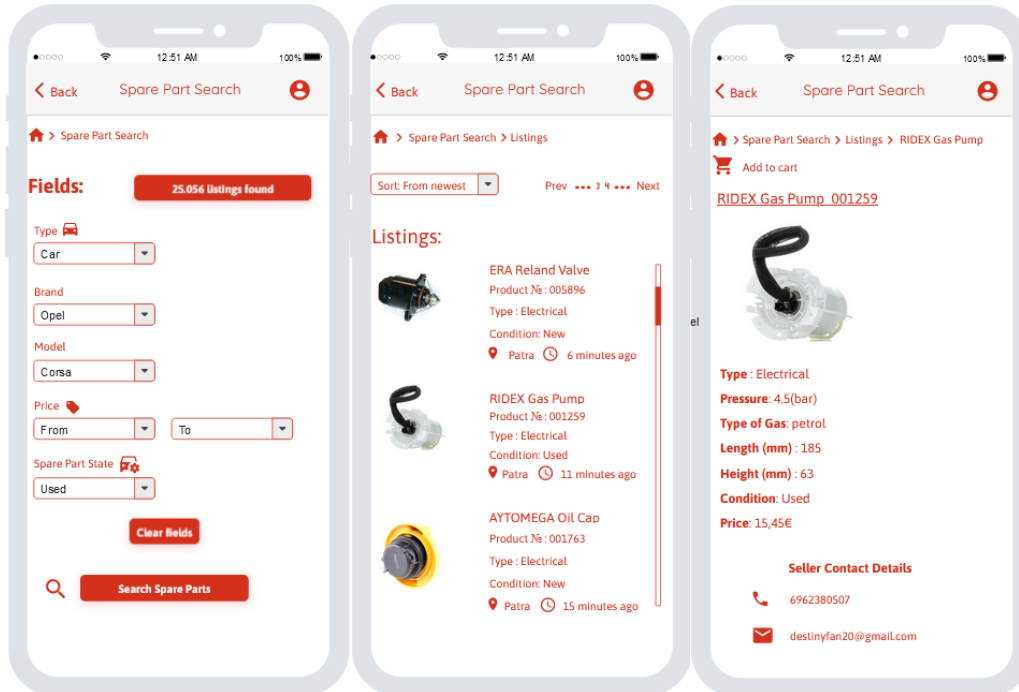 12:51 AM 100%
Back Spare Part Search
> Spare Part Search
Fields:
25.056 listings found
Type
Car
Brand
Opel
Model
Corsa
Price
From To
Spare Part State
Used
Clear fields
Search Spare Parts
12:51 AM 100%
Back Spare Part Search
> Spare Part Search > Listings
Sort: From newest
Prev ... 3 4 ... Next
Listings:
ERA Reland Valve
Product № : 005896
Type : Electrical
Condition: New
Patra 6 minutes ago
RIDEX Gas Pump
Product № : 001259
Type : Electrical
Condition: Used
Patra 11 minutes ago
AYTOMEGA Oil Cap
Product № : 001763
Type : Electrical
Condition: New
Patra 15 minutes ago
el
12:51 AM 100%
Back Spare Part Search
> Spare Part Search > Listings > RIDEX Gas Pump
Add to cart
RIDEX Gas Pump 001259
Type : Electrical
Pressure: 4.5(bar)
Type of Gas: petrol
Length (mm) : 185
Height (mm) : 63
Condition: Used
Price: 15,45€
Seller Contact Details
6962380507
destinyfan20@gmail.com